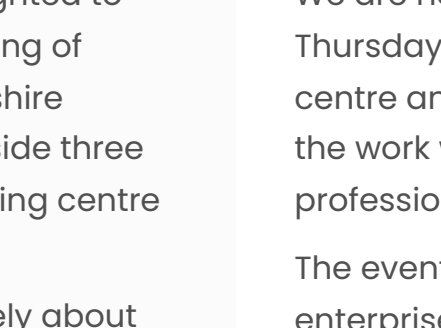 to
ng of
shire
ide three
ing centre
ely about
We are
Thursday
centre an
the work
professio
The event
enterprise